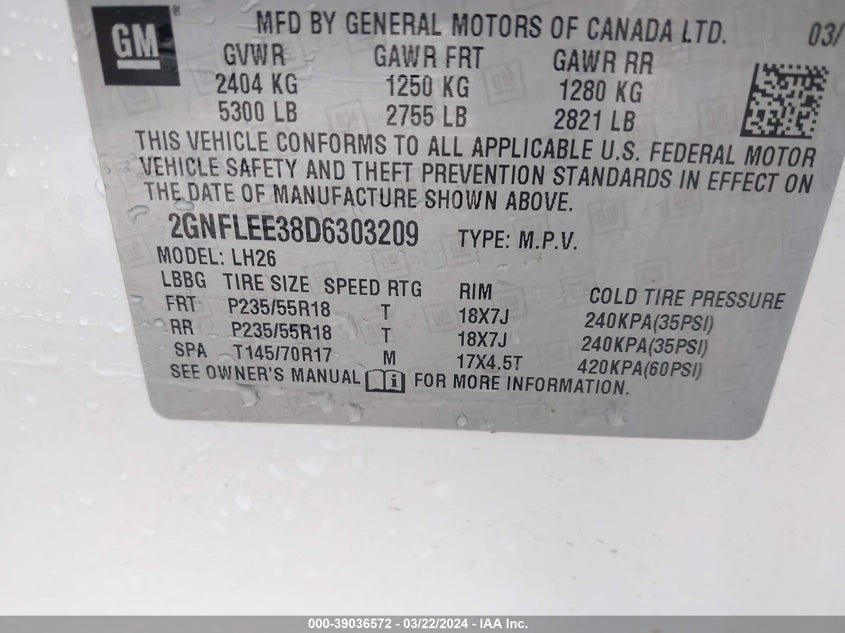 GM ®
MFD BY GENERAL MOTORS OF CANADA LTD. 03/
GVWR GAWR FRT GAWR RR
2404 KG 1250 KG 1280 KG
5300 LB 2755 LB 2821 LB
THIS VEHICLE CONFORMS TO ALL APPLICABLE U.S. FEDERAL MOTOR
VEHICLE SAFETY AND THEFT PREVENTION STANDARDS IN EFFECT ON
THE DATE OF MANUFACTURE SHOWN ABOVE.
2GNFLEE38D6303209 TYPE: M.P.V.
MODEL: LH26
LBBG TIRE SIZE SPEED RTG RIM COLD TIRE PRESSURE
FRT P235/55R18 T 18X7J 240KPA(35PSI)
RR P235/55R18 T 18X7J 240KPA(35PSI)
SPA T145/70R17 M 17X4.5T 420KPA(60PSI)
SEE OWNER'S MANUAL i FOR MORE INFORMATION.
000-39036572 - 03/22/2024 - IAA Inc.